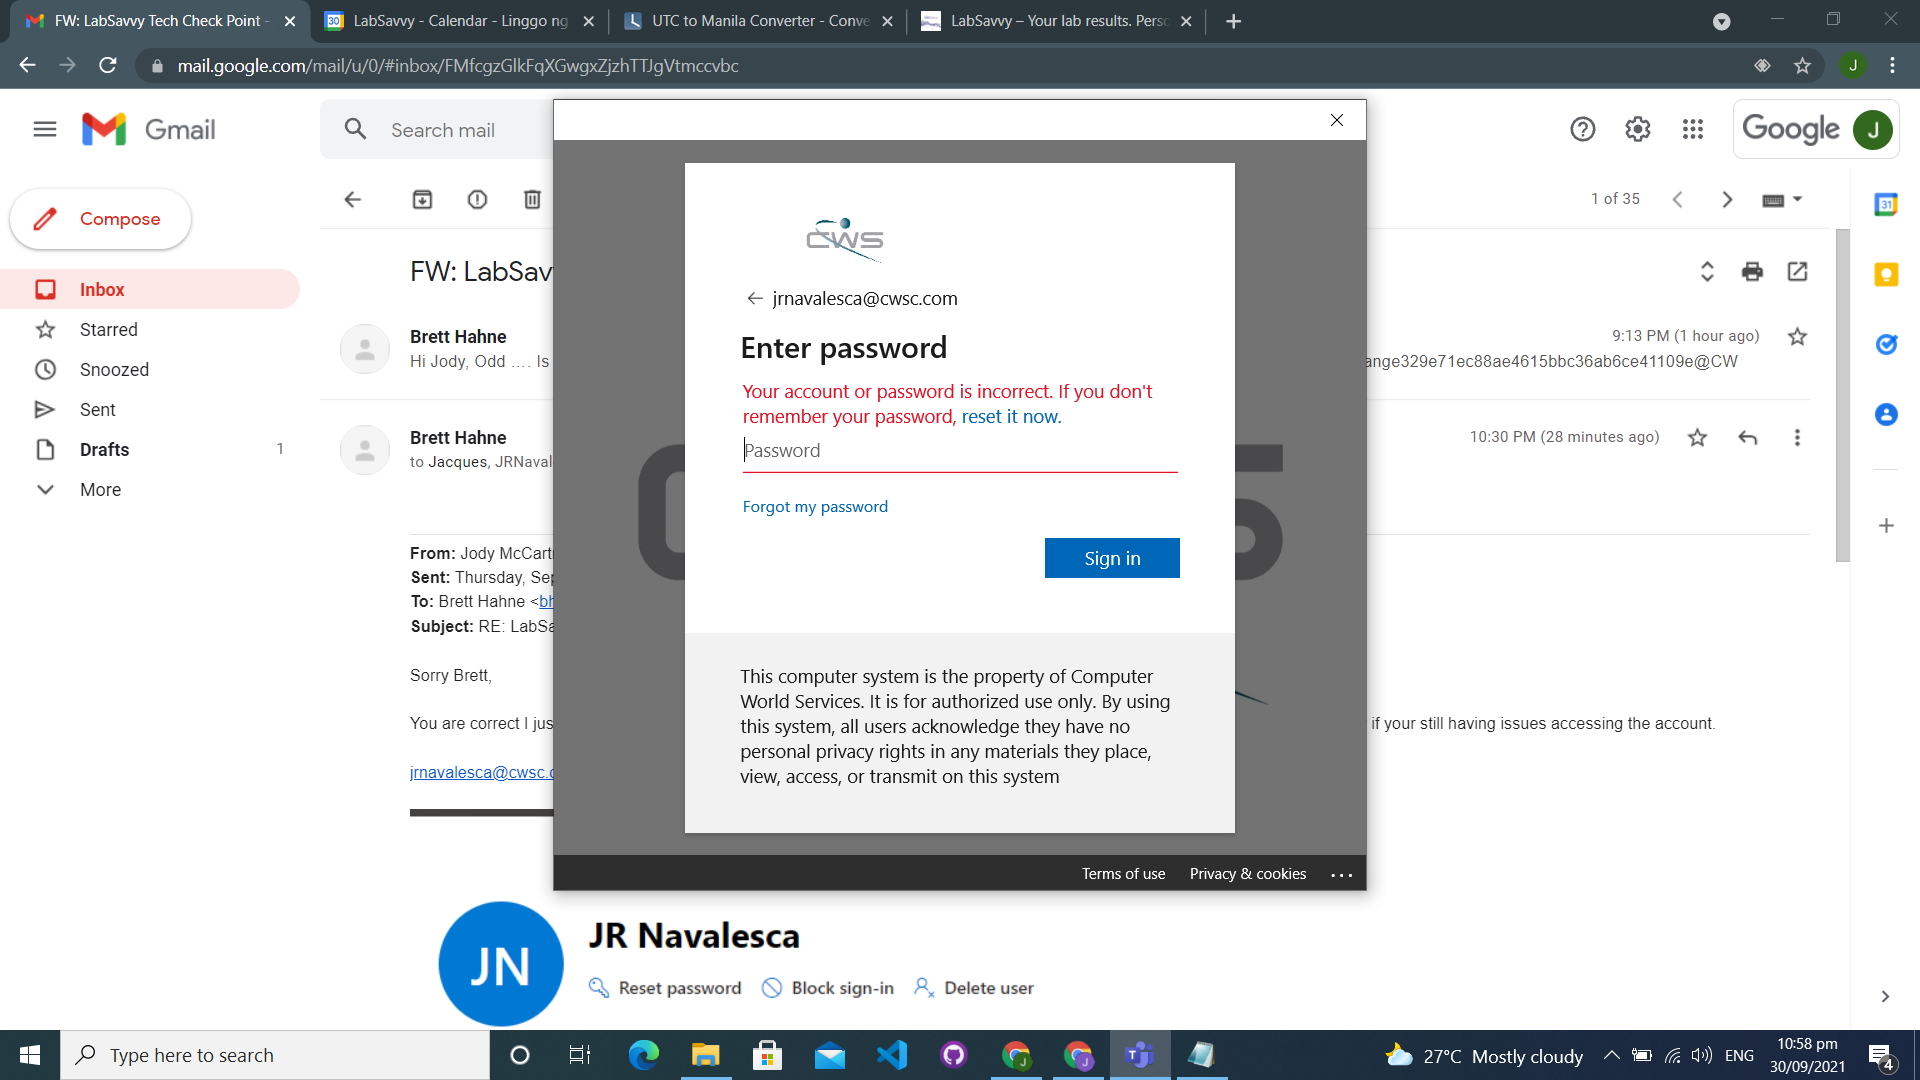 FW: LabSavvy Tech Check Point -
LabSavvy - Calendar - Linggo ng
UTC to Manila Converter - Conve
LabSavvy – Your lab results. Perso
mail.google.com/mail/u/0/#inbox/FMfcgzGlkFqXGwgxZjzhTTJgVtmccvbc
J
Gmail
Search mail
Google
J
Compose
1 of 35
31
Inbox
Starred
Snoozed
Sent
Drafts 1
More
FW: LabSavv
Brett Hahne
9:13 PM (1 hour ago)
Hi Jody, Odd …. Is
ange329e71ec88ae4615bbc36ab6ce41109e@CW
Brett Hahne
10:30 PM (28 minutes ago)
to Jacques, JRNaval
From: Jody McCart
Sent: Thursday, Sep
To: Brett Hahne <bh
Subject: RE: LabSa
Sorry Brett,
You are correct I jus
if your still having issues accessing the account.
jrnavalesca@cwsc.c
CWS
jrnavalesca@cwsc.com
Enter password
Your account or password is incorrect. If you don't
remember your password, reset it now.
Password
Forgot my password
Sign in
This computer system is the property of Computer
World Services. It is for authorized use only. By using
this system, all users acknowledge they have no
personal privacy rights in any materials they place,
view, access, or transmit on this system
Terms of use
Privacy & cookies
...
JN
JR Navalesca
Reset password
Block sign-in
Delete user
Type here to search
27°C Mostly cloudy
ENG
10:58 pm
30/09/2021
4